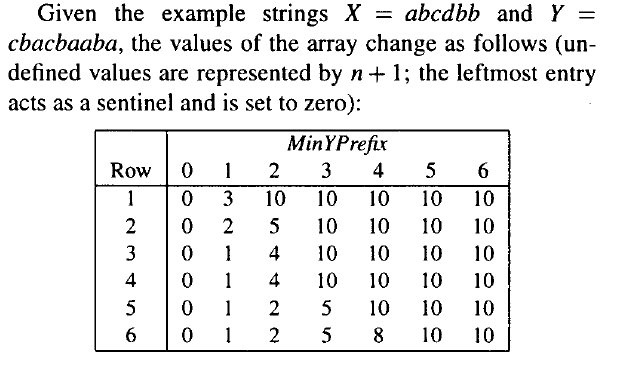 Given the example strings X = abcdbb and Y =
cbacbaaba, the values of the array change as follows (un-
defined values are represented by n + 1; the leftmost entry
acts as a sentinel and is set to zero):
MinYPrefix
Row 0 1 2 3 4 5 6
1 0 3 10 10 10 10 10
2 0 2 5 10 10 10 10
3 0 1 4 10 10 10 10
4 0 1 4 10 10 10 10
5 0 1 2 5 10 10 10
6 0 1 2 5 8 10 10